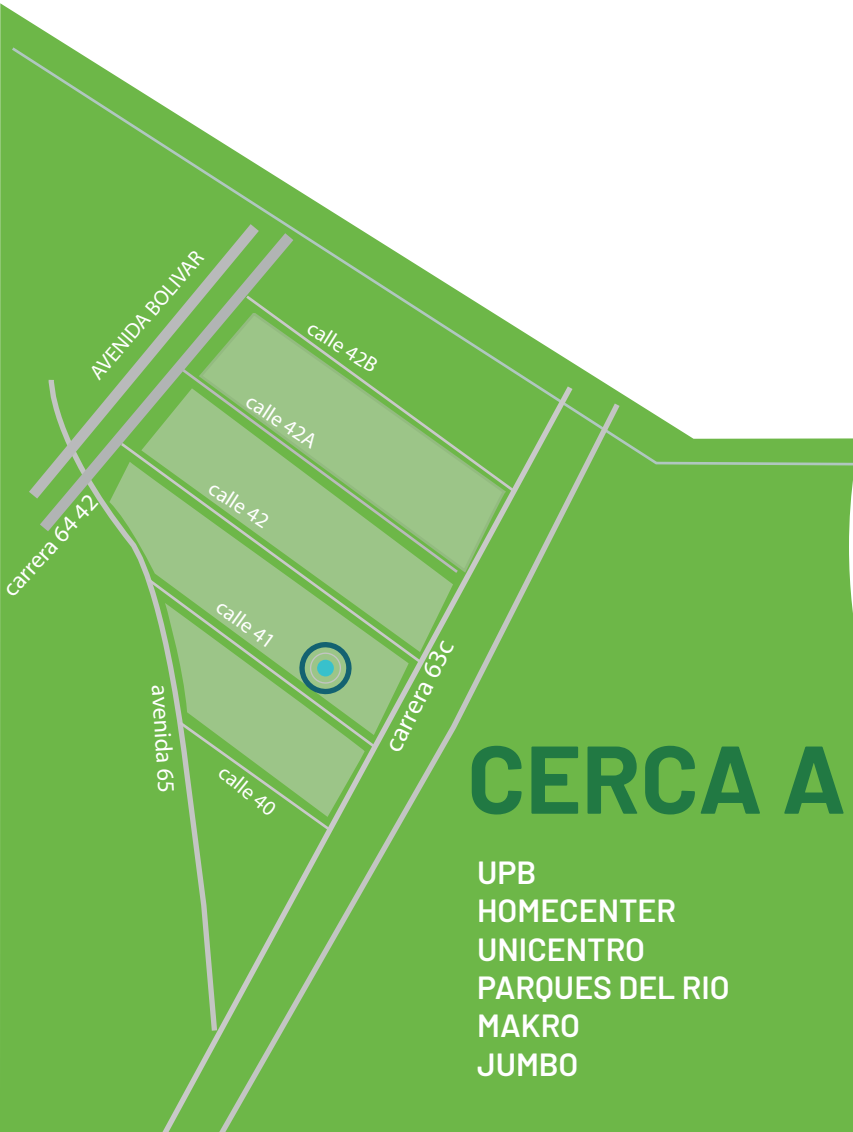 AVENIDA BOLIVAR
calle 42B
calle 42A
calle 42
carrera 64 42
calle 41
carrera 63c
avenida 65
calle 40
CERCA A
UPB
HOMECENTER
UNICENTRO
PARQUES DEL RIO
MAKRO
JUMBO